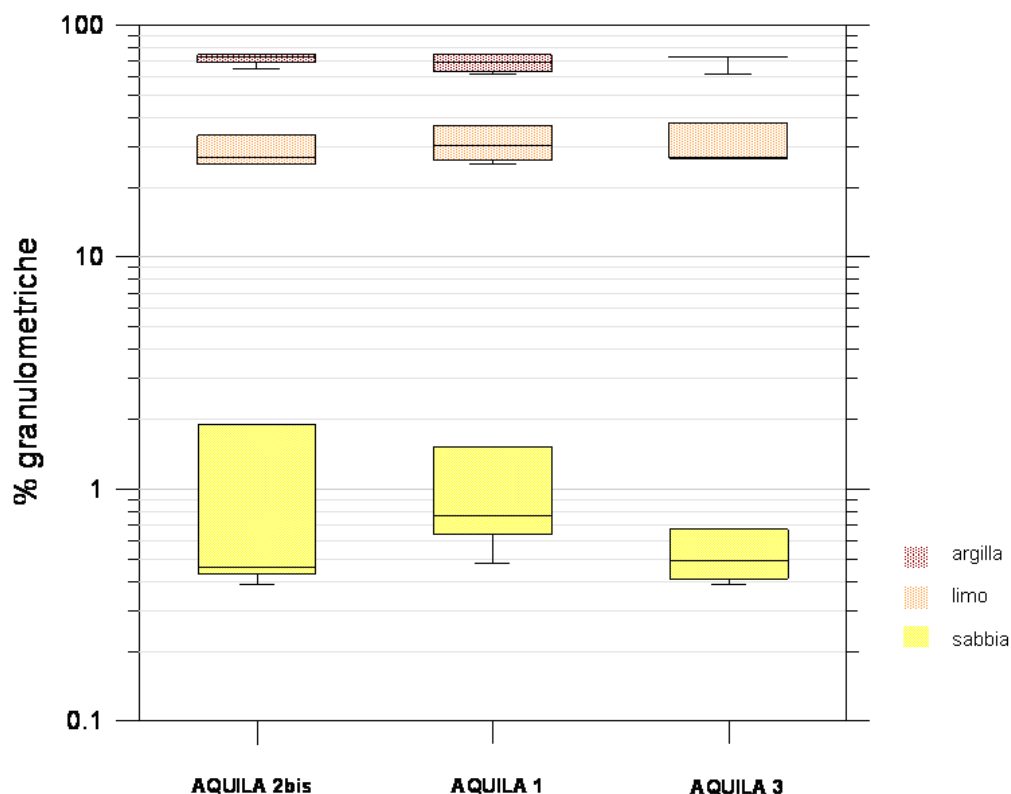 100
10
1
0.1
% granulometriche
AQUILA 2bis
AQUILA 1
AQUILA 3
argilla
limo
sabbia